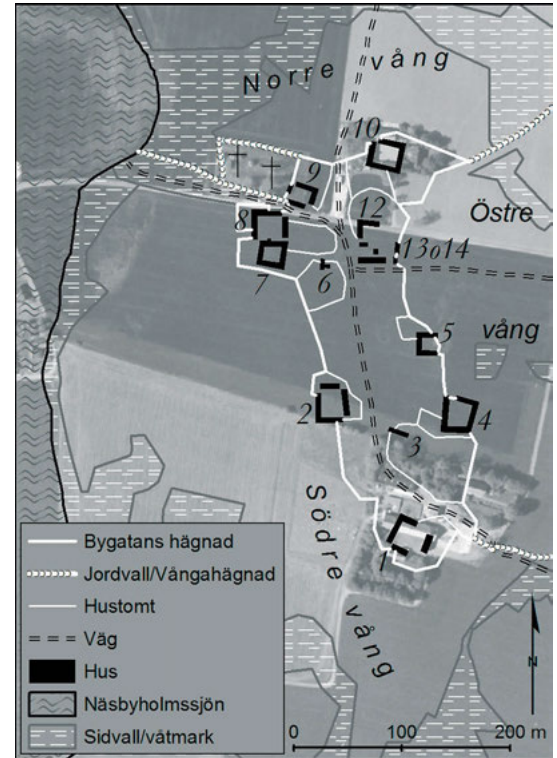 Norre vång
10
9
Östre
12
8
13o14
7
6
vång
5
2
4
3
Södre vång
1
Bygatans hägnad
Jordvall/Vångahägnad
Hustomt
Väg
Hus
Näsbyholmssjön
Sidvall/våtmark
N
0 100 200 m